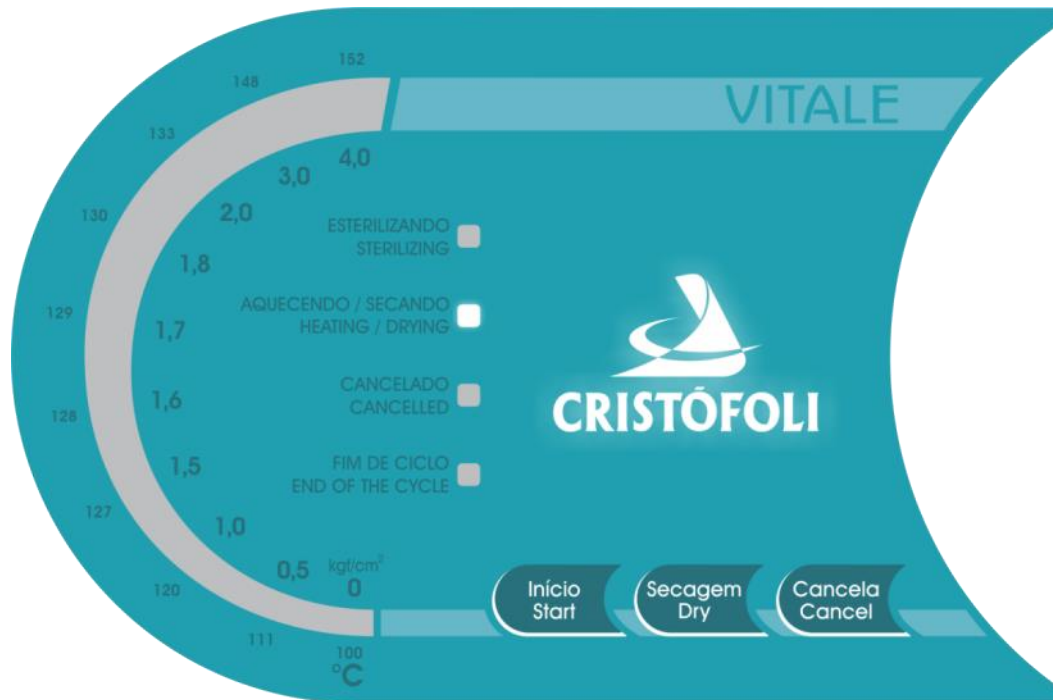 152
148
133
130
129
128
127
120
111
100
°C
4,0
3,0
2,0
1,8
1,7
1,6
1,5
1,0
0,5
kgf/cm²
0
VITALE
ESTERILIZANDO
STERILIZING
AQUECENDO / SECANDO
HEATING / DRYING
CANCELADO
CANCELLED
FIM DE CICLO
END OF THE CYCLE
CRISTÓFOLI
Início
Start
Secagem
Dry
Cancela
Cancel